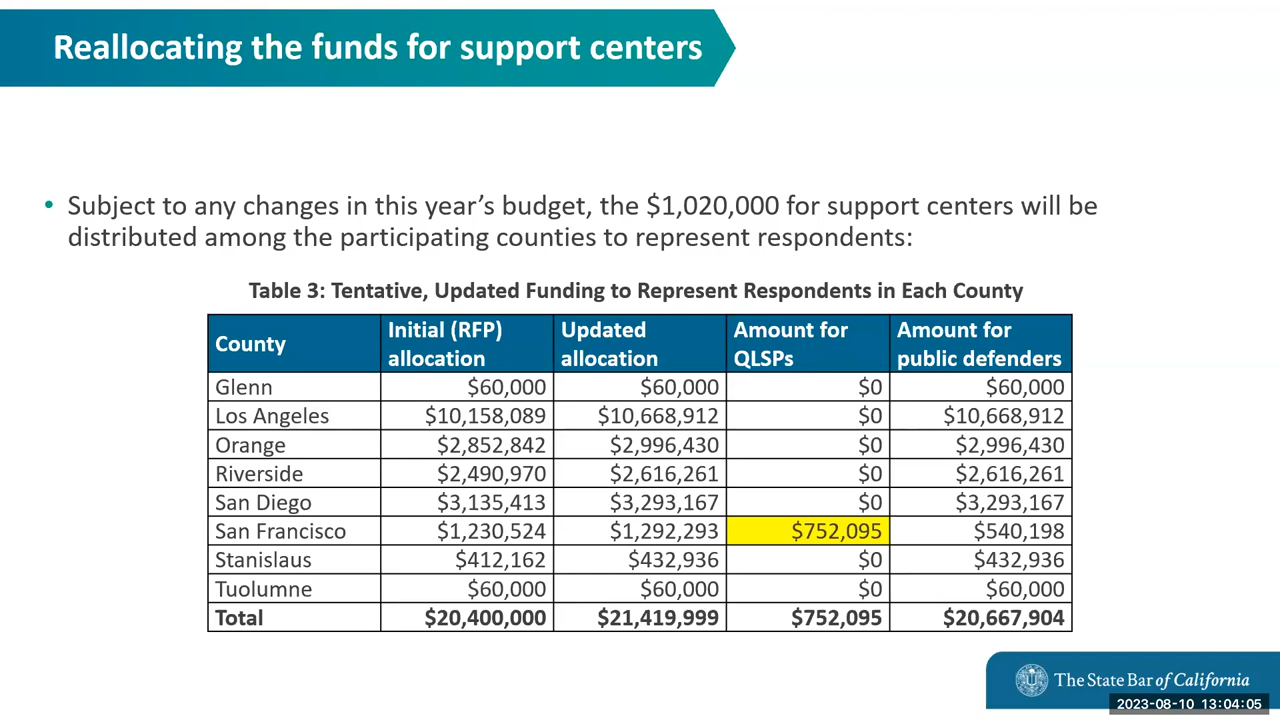 Reallocating the funds for support centers
• Subject to any changes in this year’s budget, the $1,020,000 for support centers will be
distributed among the participating counties to represent respondents:
Table 3: Tentative, Updated Funding to Represent Respondents in Each County
County Initial (RFP) allocation Updated allocation Amount for QLSPs Amount for public defenders
Glenn $60,000 $60,000 $0 $60,000
Los Angeles $10,158,089 $10,668,912 $0 $10,668,912
Orange $2,852,842 $2,996,430 $0 $2,996,430
Riverside $2,490,970 $2,616,261 $0 $2,616,261
San Diego $3,135,413 $3,293,167 $0 $3,293,167
San Francisco $1,230,524 $1,292,293 $752,095 $540,198
Stanislaus $412,162 $432,936 $0 $432,936
Tuolumne $60,000 $60,000 $0 $60,000
Total $20,400,000 $21,419,999 $752,095 $20,667,904
The State Bar of California
2023-08-10 13:04:05